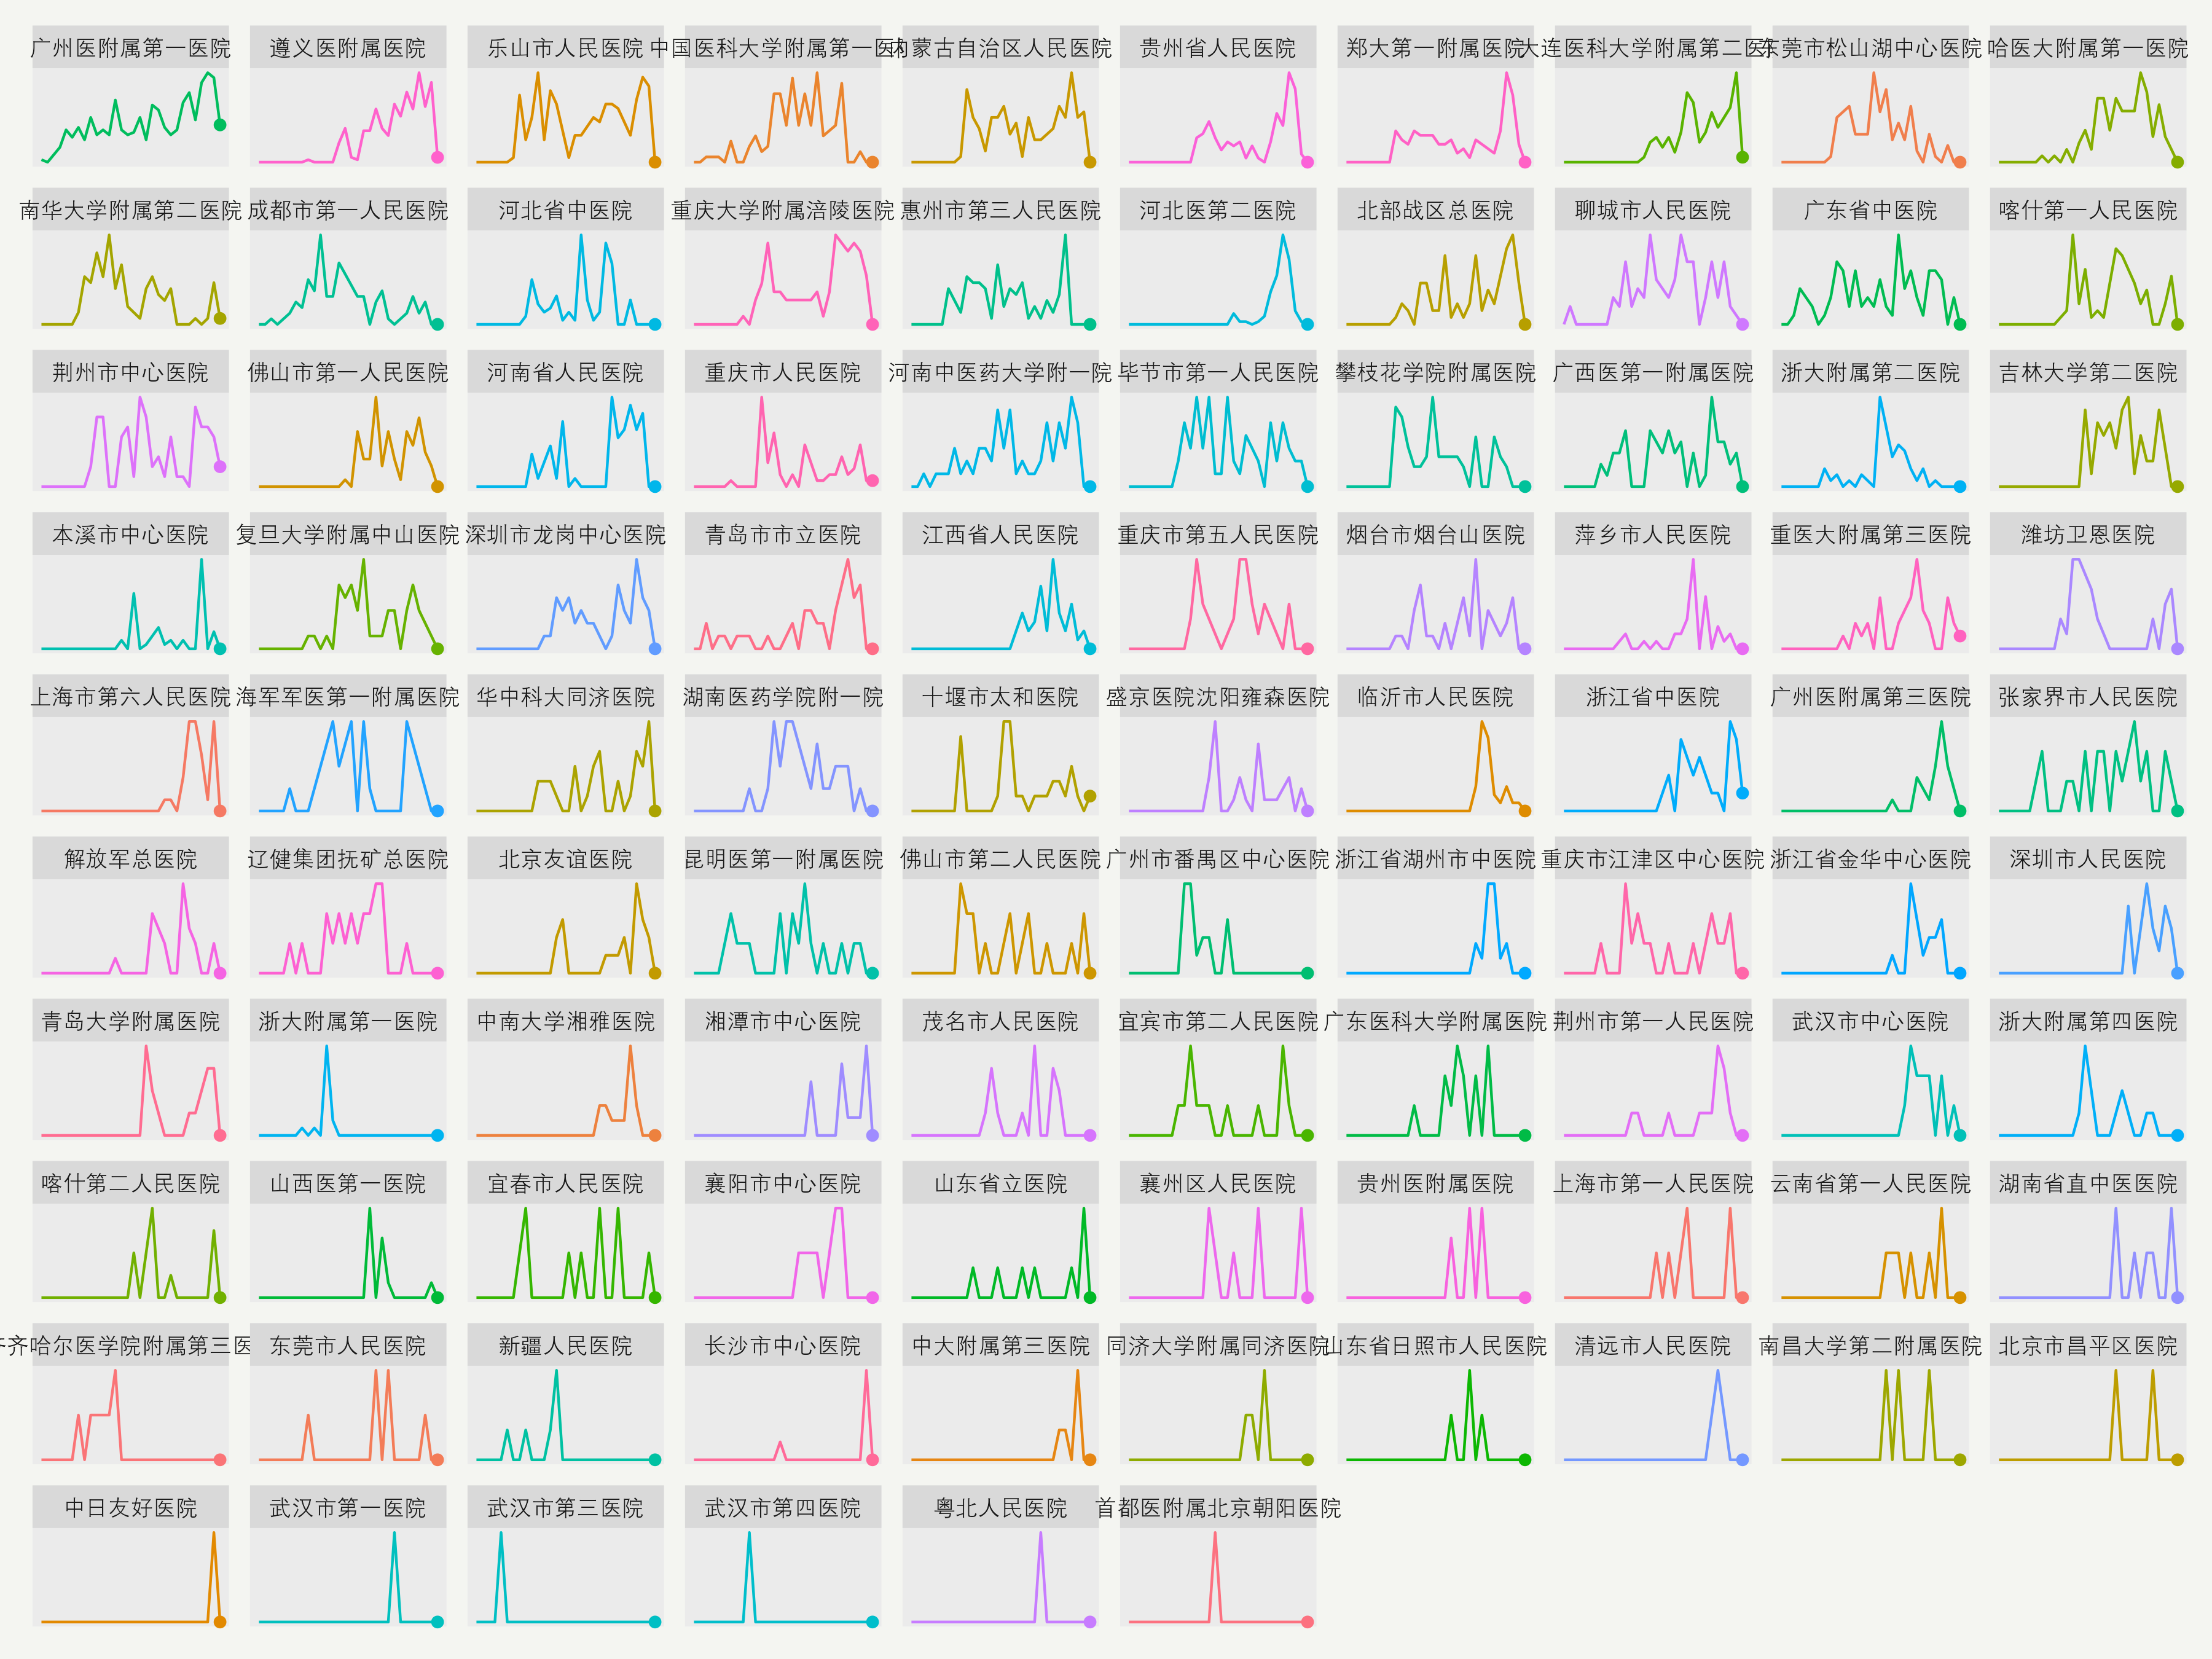 广州医附属第一医院
遵义医附属医院
乐山市人民医院
中国医科大学附属第一医
内蒙古自治区人民医院
贵州省人民医院
郑大第一附属医院
大连医科大学附属第二医
东莞市松山湖中心医院
哈医大附属第一医院
南华大学附属第二医院
成都市第一人民医院
河北省中医院
重庆大学附属涪陵医院
惠州市第三人民医院
河北医第二医院
北部战区总医院
聊城市人民医院
广东省中医院
喀什第一人民医院
荆州市中心医院
佛山市第一人民医院
河南省人民医院
重庆市人民医院
河南中医药大学附一院
毕节市第一人民医院
攀枝花学院附属医院
广西医第一附属医院
浙大附属第二医院
吉林大学第二医院
本溪市中心医院
复旦大学附属中山医院
深圳市龙岗中心医院
青岛市市立医院
江西省人民医院
重庆市第五人民医院
烟台市烟台山医院
萍乡市人民医院
重医大附属第三医院
潍坊卫恩医院
上海市第六人民医院
海军军医第一附属医院
华中科大同济医院
湖南医药学院附一院
十堰市太和医院
盛京医院沈阳雍森医院
临沂市人民医院
浙江省中医院
广州医附属第三医院
张家界市人民医院
解放军总医院
辽健集团抚矿总医院
北京友谊医院
昆明医第一附属医院
佛山市第二人民医院
广州市番禺区中心医院
浙江省湖州市中医院
重庆市江津区中心医院
浙江省金华中心医院
深圳市人民医院
青岛大学附属医院
浙大附属第一医院
中南大学湘雅医院
湘潭市中心医院
茂名市人民医院
宜宾市第二人民医院
广东医科大学附属医院
荆州市第一人民医院
武汉市中心医院
浙大附属第四医院
喀什第二人民医院
山西医第一医院
宜春市人民医院
襄阳市中心医院
山东省立医院
襄州区人民医院
贵州医附属医院
上海市第一人民医院
云南省第一人民医院
湖南省直中医医院
齐齐哈尔医学院附属第三医
东莞市人民医院
新疆人民医院
长沙市中心医院
中大附属第三医院
同济大学附属同济医院
山东省日照市人民医院
清远市人民医院
南昌大学第二附属医院
北京市昌平区医院
中日友好医院
武汉市第一医院
武汉市第三医院
武汉市第四医院
粤北人民医院
首都医附属北京朝阳医院